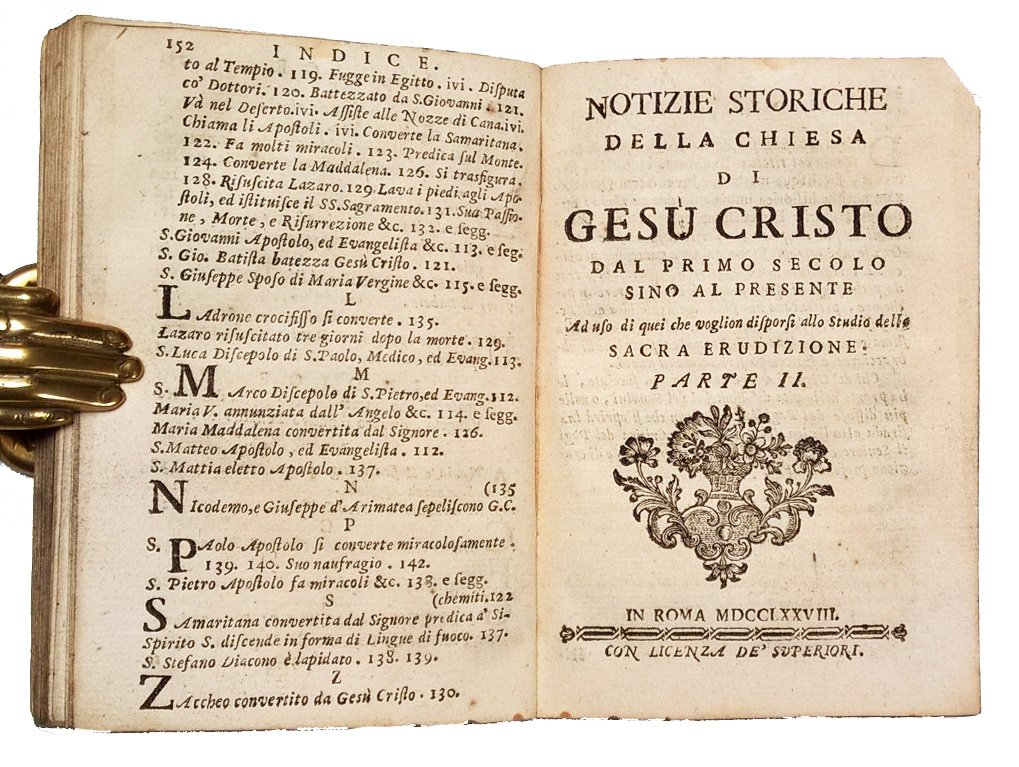 152 INDICE.
to al Tempio. 119. Fugge in Egitto. ivi. Disputa
co' Dottori. 120. Battezzato da S.Giovanni. 121.
Và nel Deserto.ivi. Assiste alle Nozze di Cana.ivi.
Chiama li Apostoli. ivi. Converte la Samaritana.
122. Fa molti miracoli. 123. Predica sul Monte.
124. Converte la Maddalena. 126. Si trasfigura.
128. Risuscita Lazaro. 129. Lava i piedi agli Apo-
stoli, ed istituisce il SS.Sagramento. 131. Sua Passio-
ne, Morte, e Risurrezione &c. 132. e segg.
S.Giovanni Apostolo, ed Evangelista &c. 113. e seg.
S. Gio. Batista batezza Gesù Cristo. 121.
S. Giuseppe Sposo di Maria Vergine &c. 115. e segg.
L
LAdrone crocifisso si converte. 135.
Lazaro risuscitato tre giorni dopo la morte. 129.
S.Luca Discepolo di S.Paolo, Medico, ed Evang.113.
M
S. MArco Discepolo di S.Pietro, ed Evang.112.
Maria V. annunziata dall' Angelo &c. 114. e segg.
Maria Maddalena convertita dal Signore. 126.
S.Matteo Apostolo, ed Evangelista. 112.
S. Mattia eletto Apostolo. 137.
N (135
NIcodemo, e Giuseppe d'Arimatea sepeliscono G.C.
P
S. PAolo Apostolo si converte miracolosamente.
139. 140. Suo naufragio. 142.
S. Pietro Apostolo fa miracoli &c. 138. e segg.
S (chemiti.122
SAmaritana convertita dal Signore predica a' Si-
Spirito S. discende in forma di Lingue di fuoco. 137.
S. Stefano Diacono è lapidato. 138. 139.
Z
ZAccheo convertito da Gesù Cristo. 130.
NOTIZIE STORICHE
DELLA CHIESA
DI
GESÙ CRISTO
DAL PRIMO SECOLO
SINO AL PRESENTE
Ad uso di quei che voglion disporsi allo Studio della
SACRA ERUDIZIONE.
PARTE II.
IN ROMA MDCCLXXVIII.
CON LICENZA DE' SUPERIORI.